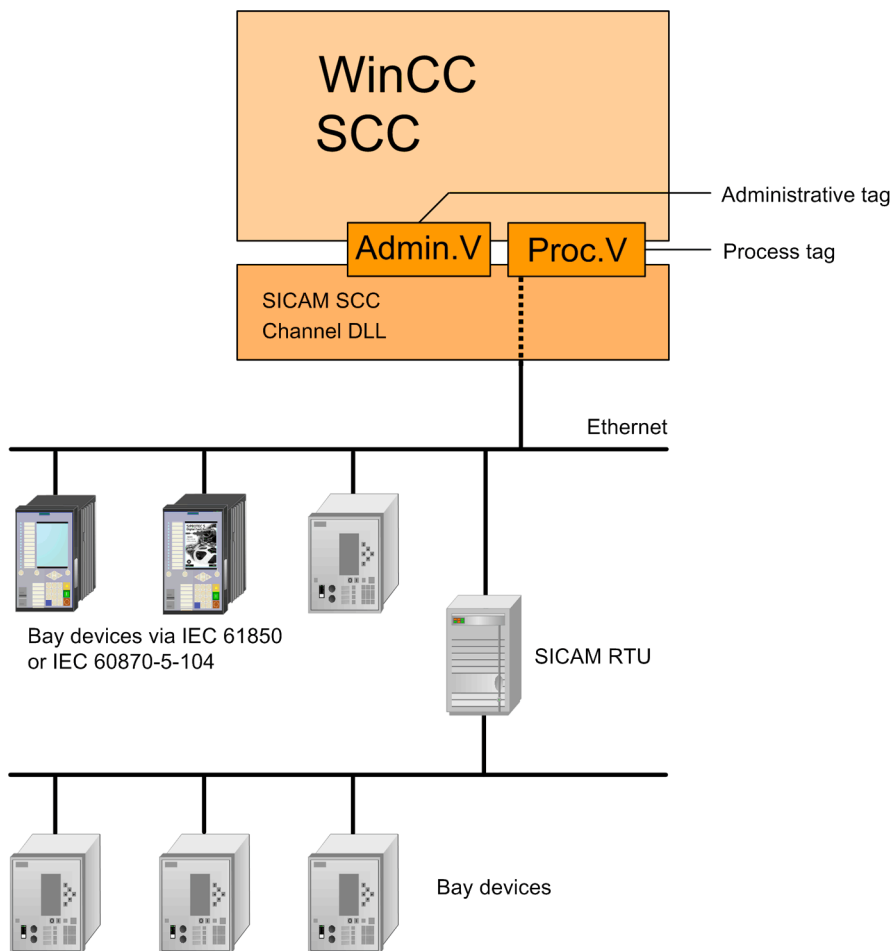 WinCC
SCC
Administrative tag
Admin.V
Proc.V
Process tag
SICAM SCC
Channel DLL
Ethernet
Bay devices via IEC 61850
or IEC 60870-5-104
SICAM RTU
Bay devices